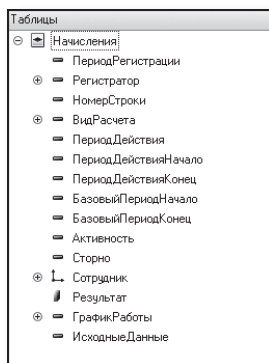 Таблицы
Начисления
ПериодРегистрации
Регистратор
НомерСтроки
ВидРасчета
ПериодДействия
ПериодДействияНачало
ПериодДействияКонец
БазовыйПериодНачало
БазовыйПериодКонец
Активность
Сторно
Сотрудник
Результат
ГрафикРаботы
ИсходныеДанные